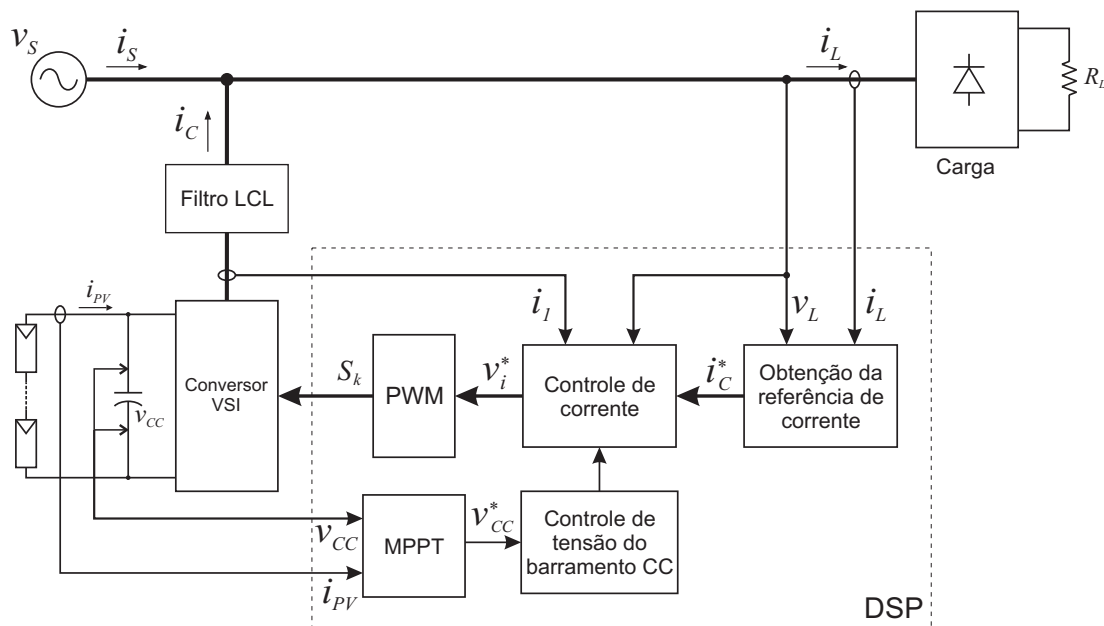 v_S
i_S
i_L
R_L
i_C
Carga
Filtro LCL
i_PV
i_1
v_L
i_L
v_CC
Conversor
VSI
S_k
PWM
v_i^*
Controle de
corrente
i_C^*
Obtenção da
referência de
corrente
v_CC
i_PV
MPPT
v_CC^*
Controle de
tensão do
barramento CC
DSP